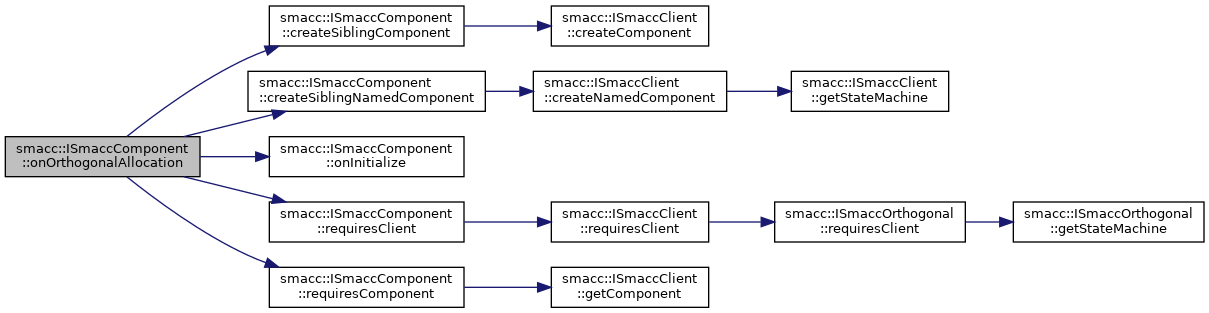 smacc::ISmaccComponent
::onOrthogonalAllocation
smacc::ISmaccComponent
::createSiblingComponent
smacc::ISmaccClient
::createComponent
smacc::ISmaccComponent
::createSiblingNamedComponent
smacc::ISmaccClient
::createNamedComponent
smacc::ISmaccClient
::getStateMachine
smacc::ISmaccComponent
::onInitialize
smacc::ISmaccComponent
::requiresClient
smacc::ISmaccClient
::requiresClient
smacc::ISmaccOrthogonal
::requiresClient
smacc::ISmaccOrthogonal
::getStateMachine
smacc::ISmaccComponent
::requiresComponent
smacc::ISmaccClient
::getComponent